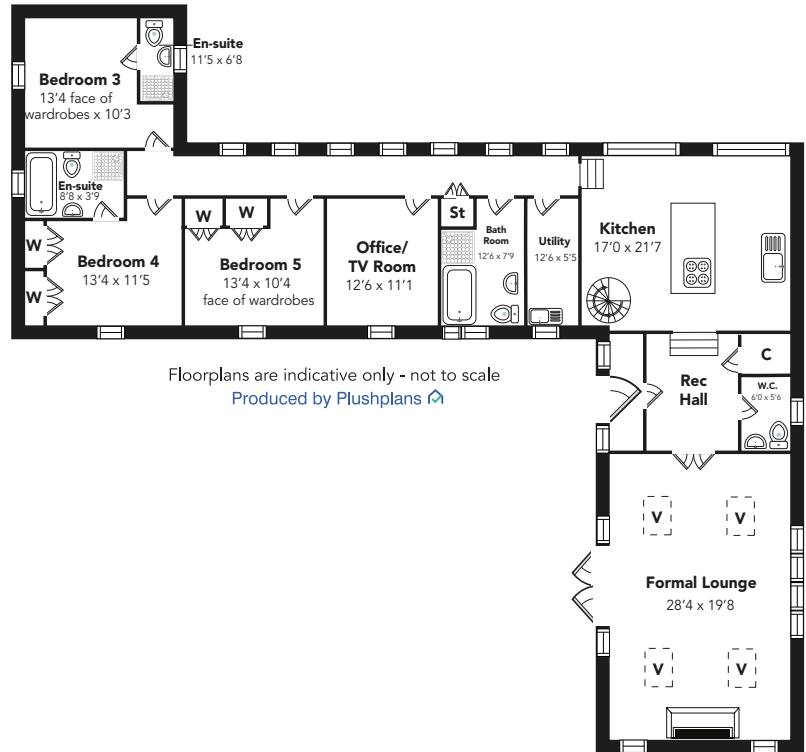 En-suite
11'5 x 6'8
Bedroom 3
13'4 face of
wardrobes x 10'3
En-suite
8'8 x 3'9
W
W
W
W
Bedroom 4
13'4 x 11'5
Bedroom 5
13'4 x 10'4
face of wardrobes
Office/
TV Room
12'6 x 11'1
St
Bath
Room
12'6 x 7'9
Utility
12'6 x 5'5
Kitchen
17'0 x 21'7
Floorplans are indicative only - not to scale
Produced by Plushplans
Rec
Hall
C
W.C.
6'0 x 5'6
V
V
Formal Lounge
28'4 x 19'8
V
V